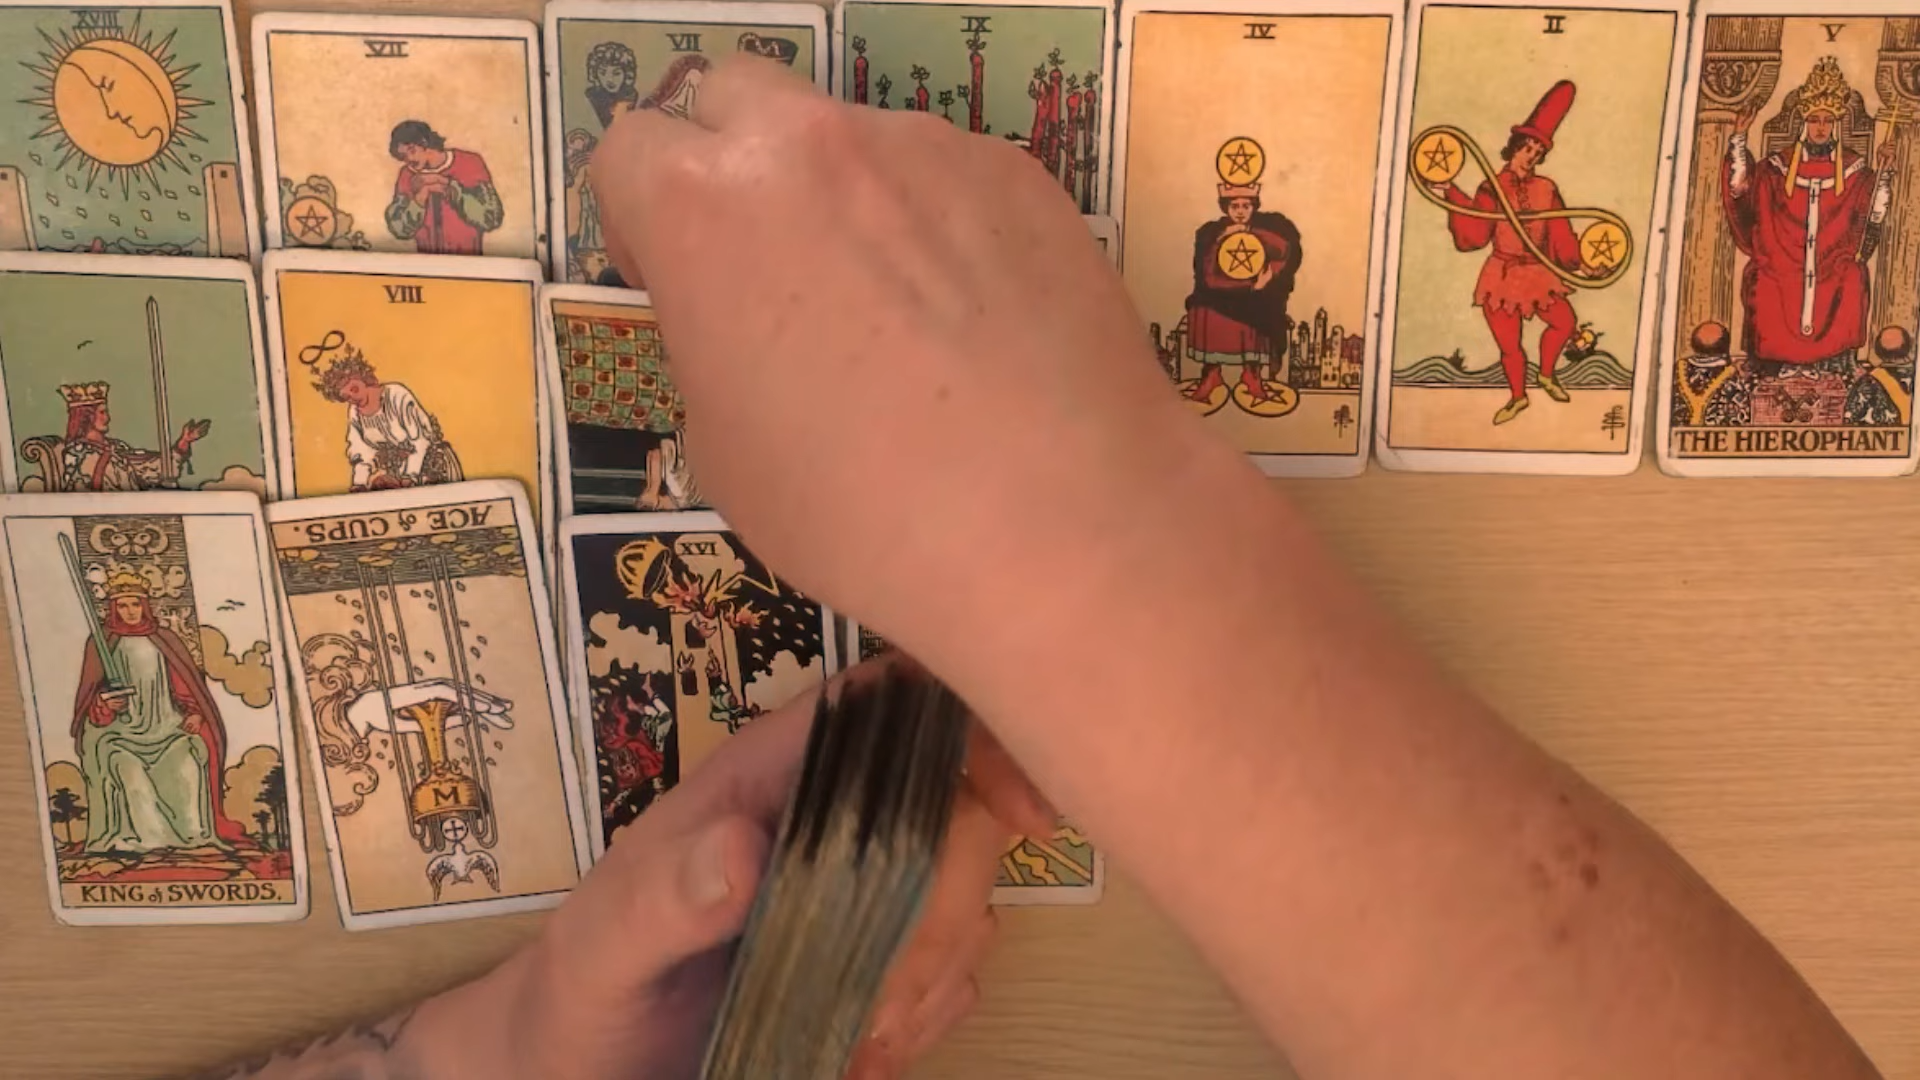 XVIII
VII
VII
IX
IV
II
V
THE HIEROPHANT
VIII
ACE of CUPS.
XVI
M
KING of SWORDS.